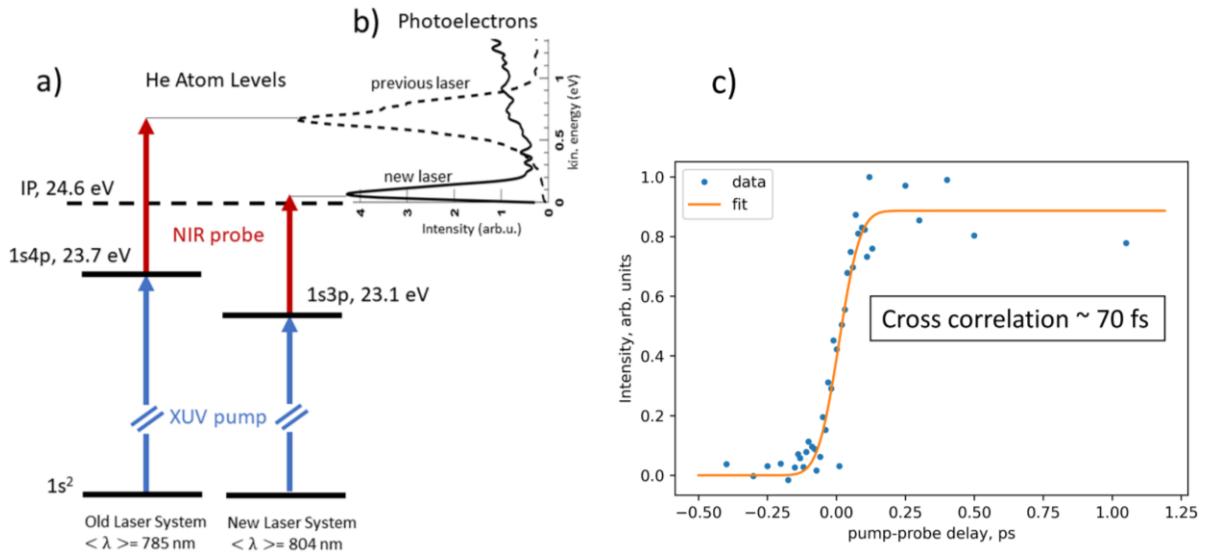 a)
He Atom Levels
IP, 24.6 eV
NIR probe
1s4p, 23.7 eV
1s3p, 23.1 eV
XUV pump
1s²
Old Laser System
< λ >= 785 nm
New Laser System
< λ >= 804 nm
b)
Photoelectrons
previous laser
new laser
4
3
2
1
0
Intensity (arb.u.)
0
0.5
1
kin. energy (eV)
c)
data
fit
Cross correlation ~ 70 fs
1.0
0.8
0.6
0.4
0.2
0.0
Intensity, arb. units
−0.50
−0.25
0.00
0.25
0.50
0.75
1.00
1.25
pump-probe delay, ps